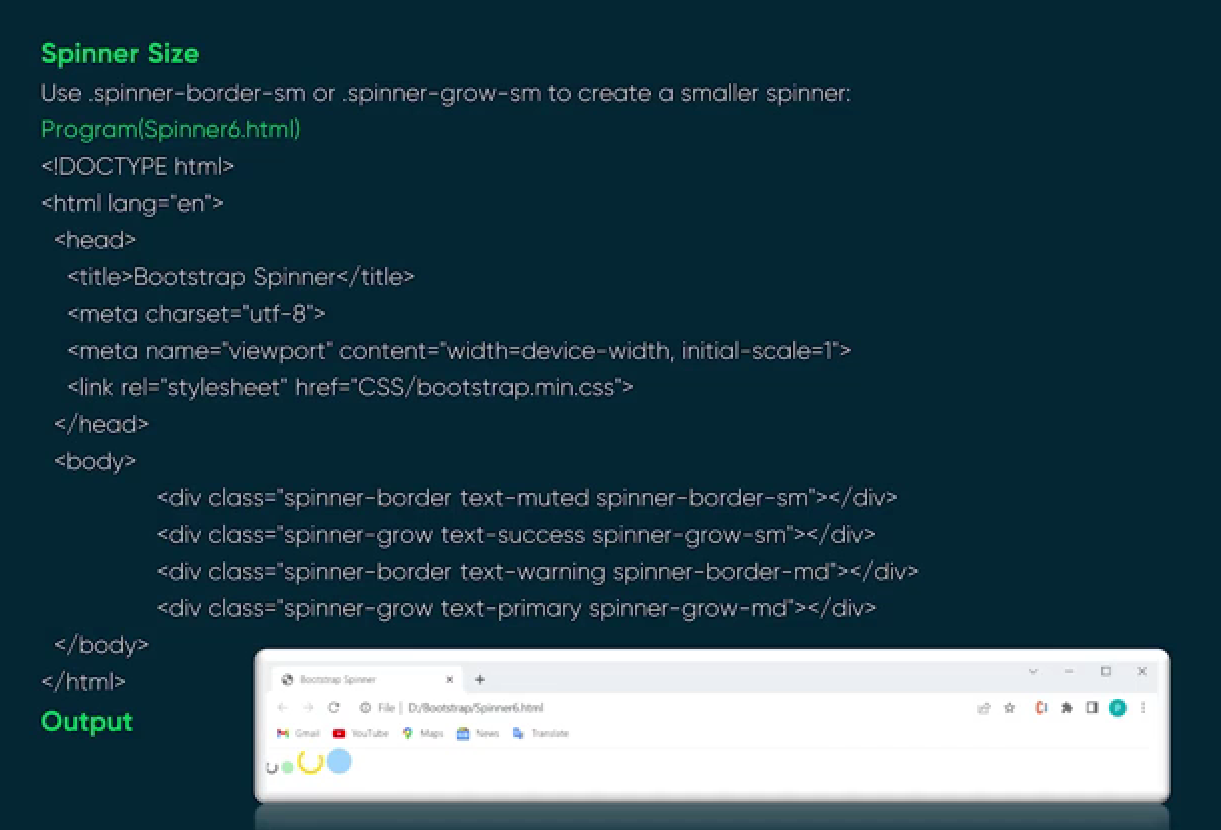 Spinner Size
Use .spinner-border-sm or .spinner-grow-sm to create a smaller spinner:
Program(Spinner6.html)
<!DOCTYPE html>
<html lang="en">
<head>
<title>Bootstrap Spinner</title>
<meta charset="utf-8">
<meta name="viewport" content="width=device-width, initial-scale=1">
<link rel="stylesheet" href="CSS/bootstrap.min.css">
</head>
<body>
<div class="spinner-border text-muted spinner-border-sm"></div>
<div class="spinner-grow text-success spinner-grow-sm"></div>
<div class="spinner-border text-warning spinner-border-md"></div>
<div class="spinner-grow text-primary spinner-grow-md"></div>
</body>
</html>
Output
Bootstrap Spinner
File | D:/Bootstrap/Spinner6.html
Gmail YouTube Maps News Translate